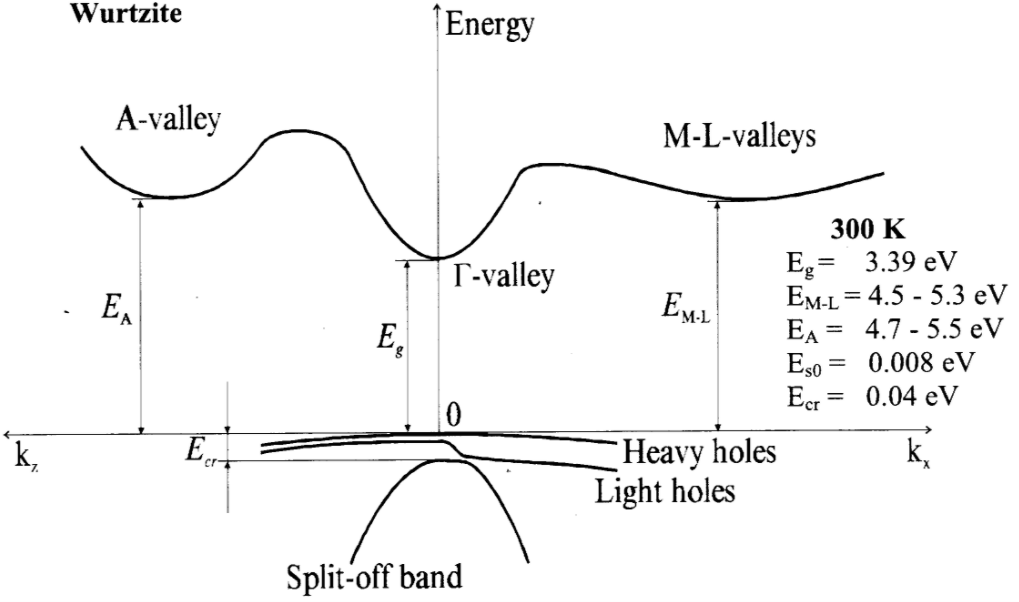 Wurtzite
Energy
A-valley
M-L-valleys
300 K
E_g = 3.39 eV
E_M-L = 4.5 - 5.3 eV
E_A = 4.7 - 5.5 eV
E_s0 = 0.008 eV
E_cr = 0.04 eV
Γ-valley
E_A
E_g
E_M-L
0
k_z
E_cr
Heavy holes
k_x
Light holes
Split-off band